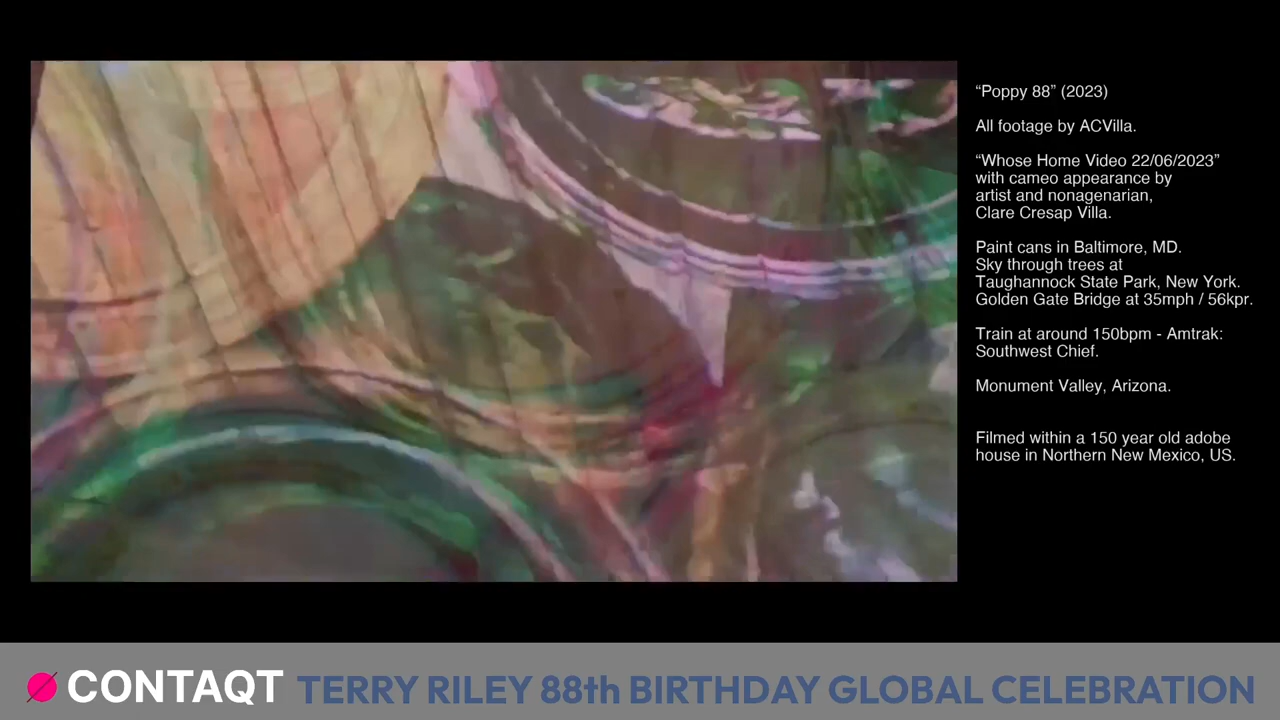 “Poppy 88” (2023)
All footage by ACVilla.
“Whose Home Video 22/06/2023”
with cameo appearance by
artist and nonagenarian,
Clare Cresap Villa.
Paint cans in Baltimore, MD.
Sky through trees at
Taughannock State Park, New York.
Golden Gate Bridge at 35mph / 56kpr.
Train at around 150bpm - Amtrak:
Southwest Chief.
Monument Valley, Arizona.
Filmed within a 150 year old adobe
house in Northern New Mexico, US.
CONTAQT TERRY RILEY 88th BIRTHDAY GLOBAL CELEBRATION